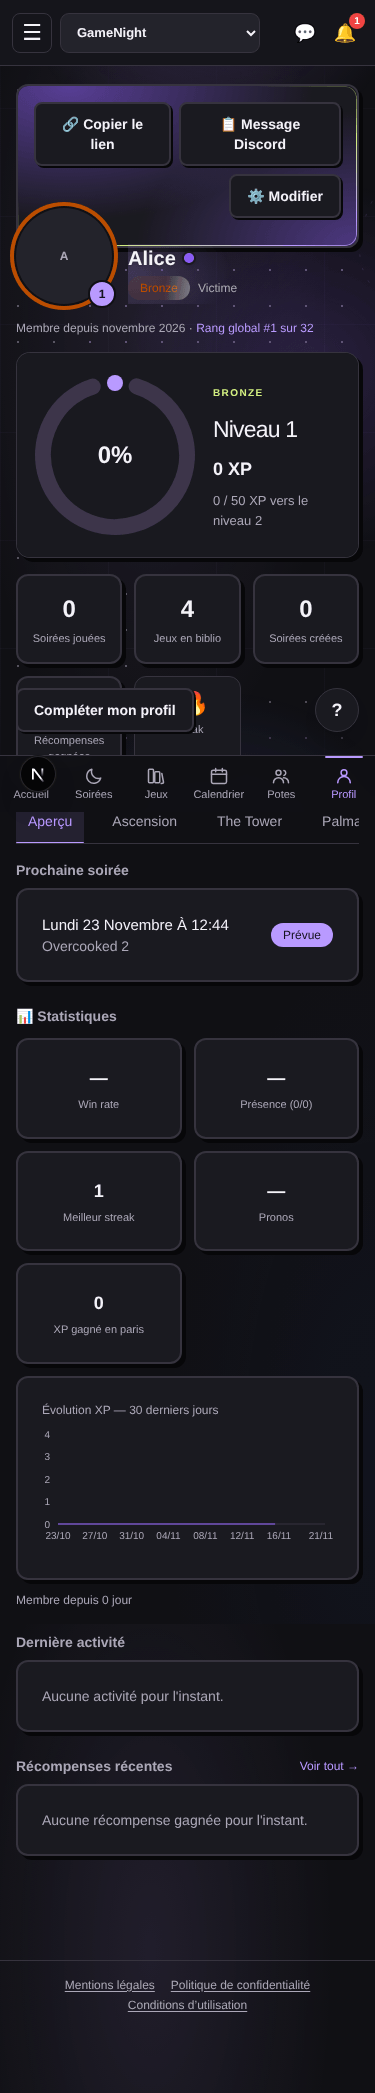 ☰ GameNight 💬 🔔 1
🔗 Copier le
lien
📋 Message
Discord
⚙️ Modifier
A
1
Alice
Bronze Victime
Membre depuis novembre 2026 · Rang global #1 sur 32
0%
BRONZE
Niveau 1
0 XP
0 / 50 XP vers le
niveau 2
0
Soirées jouées
4
Jeux en biblio
0
Soirées créées
Compléter mon profil
?
Récompenses
N
Accueil
Soirées
Jeux
Calendrier
Potes
Profil
Aperçu Ascension The Tower Palma
Prochaine soirée
Lundi 23 Novembre À 12:44
Overcooked 2
Prévue
📊 Statistiques
—
Win rate
—
Présence (0/0)
1
Meilleur streak
—
Pronos
0
XP gagné en paris
Évolution XP — 30 derniers jours
4
3
2
1
0
23/10 27/10 31/10 04/11 08/11 12/11 16/11 21/11
Membre depuis 0 jour
Dernière activité
Aucune activité pour l'instant.
Récompenses récentes
Voir tout →
Aucune récompense gagnée pour l'instant.
Mentions légales Politique de confidentialité
Conditions d'utilisation